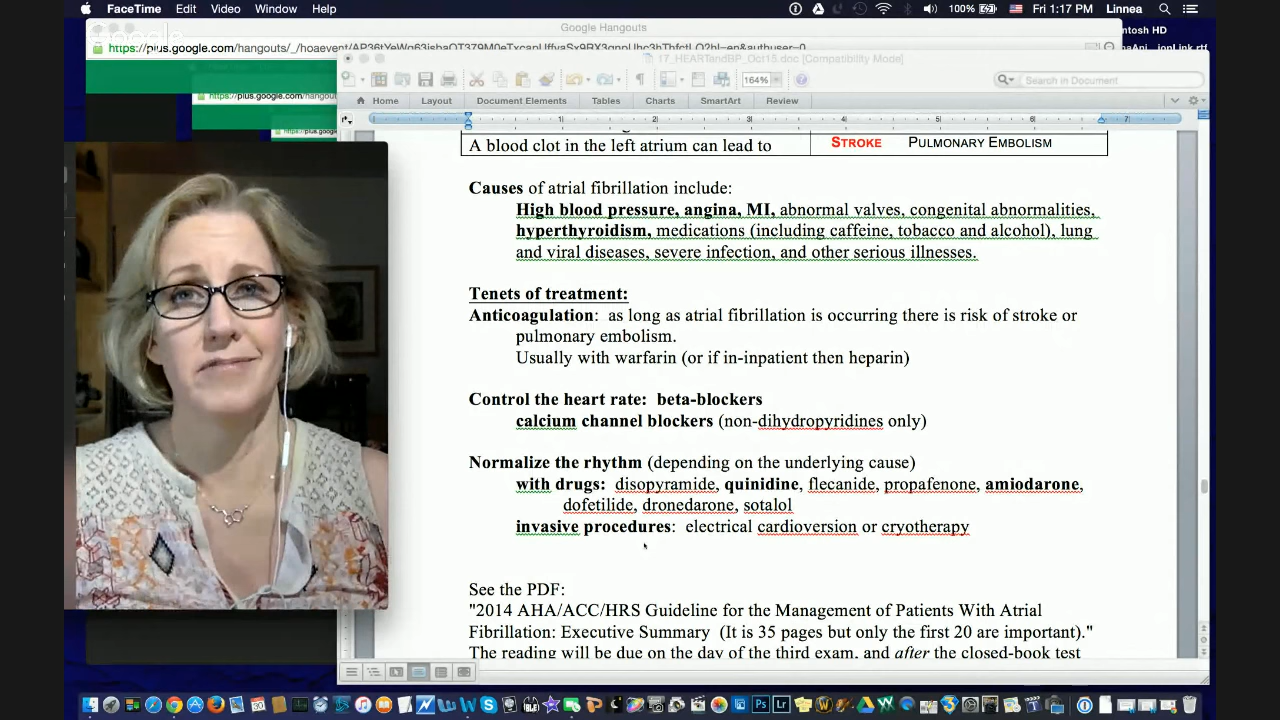 FaceTime Edit Video Window Help 100% Fri 1:17 PM Linnea
Google Hangouts
17_HEARTandBP_Oct15.doc [Compatibility Mode]
164%
Search in Document
Home Layout Document Elements Tables Charts SmartArt Review
A blood clot in the left atrium can lead to STROKE PULMONARY EMBOLISM
Causes of atrial fibrillation include:
High blood pressure, angina, MI, abnormal valves, congenital abnormalities,
hyperthyroidism, medications (including caffeine, tobacco and alcohol), lung
and viral diseases, severe infection, and other serious illnesses.
Tenets of treatment:
Anticoagulation: as long as atrial fibrillation is occurring there is risk of stroke or
pulmonary embolism.
Usually with warfarin (or if in-inpatient then heparin)
Control the heart rate: beta-blockers
calcium channel blockers (non-dihydropyridines only)
Normalize the rhythm (depending on the underlying cause)
with drugs: disopyramide, quinidine, flecanide, propafenone, amiodarone,
dofetilide, dronedarone, sotalol
invasive procedures: electrical cardioversion or cryotherapy
See the PDF:
"2014 AHA/ACC/HRS Guideline for the Management of Patients With Atrial
Fibrillation: Executive Summary (It is 35 pages but only the first 20 are important)."
The reading will be due on the day of the third exam, and after the closed-book test